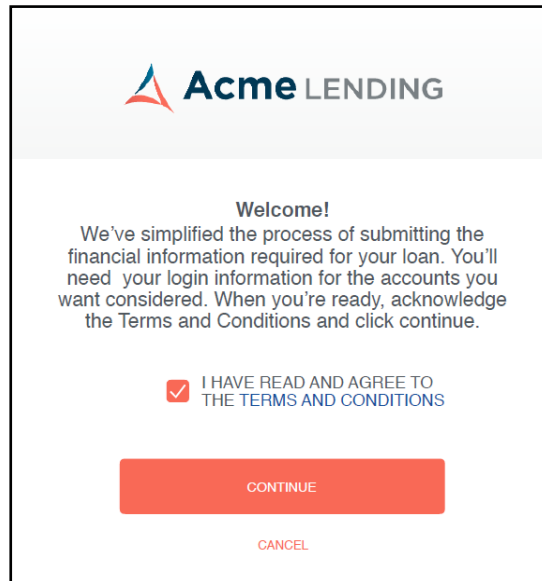 Acme LENDING
Welcome!
We've simplified the process of submitting the
financial information required for your loan. You'll
need  your login information for the accounts you
want considered. When you're ready, acknowledge
the Terms and Conditions and click continue.
I HAVE READ AND AGREE TO
THE TERMS AND CONDITIONS
CONTINUE
CANCEL